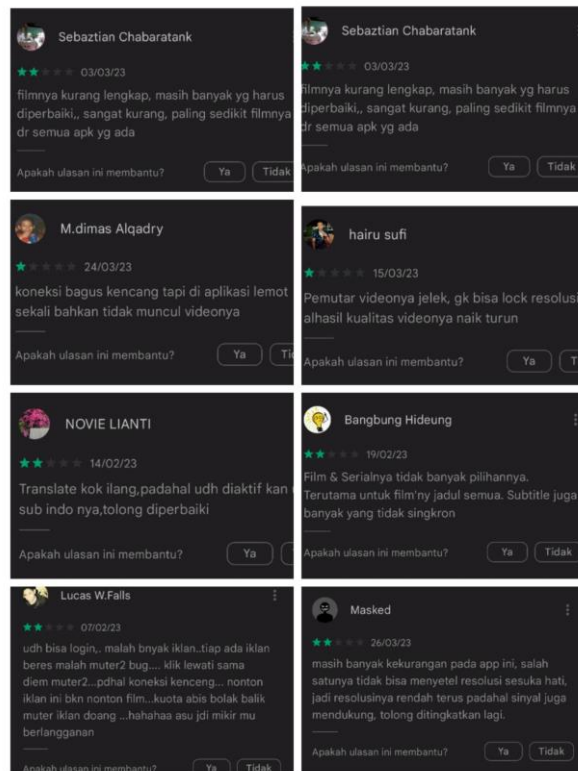 Sebaztian Chabaratank
03/03/23
filmnya kurang lengkap, masih banyak yg harus
diperbaiki,, sangat kurang, paling sedikit filmnya
dr semua apk yg ada
Apakah ulasan ini membantu?
Ya
Tidak
Sebaztian Chabaratank
03/03/23
filmnya kurang lengkap, masih banyak yg harus
diperbaiki,, sangat kurang, paling sedikit filmnya
dr semua apk yg ada
Apakah ulasan ini membantu?
Ya
Tidak
M.dimas Alqadry
24/03/23
koneksi bagus kencang tapi di aplikasi lemot
sekali bahkan tidak muncul videonya
Apakah ulasan ini membantu?
Ya
hairu sufi
15/03/23
Pemutar videonya jelek, gk bisa lock resolusi
alhasil kualitas videonya naik turun
Apakah ulasan ini membantu?
Ya
NOVIE LIANTI
14/02/23
Translate kok ilang,padahal udh diaktif kan
sub indo nya,tolong diperbaiki
Apakah ulasan ini membantu?
Ya
Bangbung Hideung
19/02/23
Film & Serialnya tidak banyak pilihannya.
Terutama untuk film'ny jadul semua. Subtitle juga
banyak yang tidak singkron
Apakah ulasan ini membantu?
Ya
Tidak
Lucas W.Falls
07/02/23
udh bisa login,. malah bnyak iklan..tiap ada iklan
beres malah muter2 bug.... klik lewati sama
diem muter2...pdhal koneksi kenceng... nonton
iklan ini bkn nonton film...kuota abis bolak balik
muter iklan doang ...hahahaa asu jdi mikir mu
berlangganan
Apakah ulasan ini membantu?
Ya
Tidak
Masked
26/03/23
masih banyak kekurangan pada app ini, salah
satunya tidak bisa menyetel resolusi sesuka hati,
jadi resolusinya rendah terus padahal sinyal juga
mendukung, tolong ditingkatkan lagi.
Apakah ulasan ini membantu?
Ya
Tidak